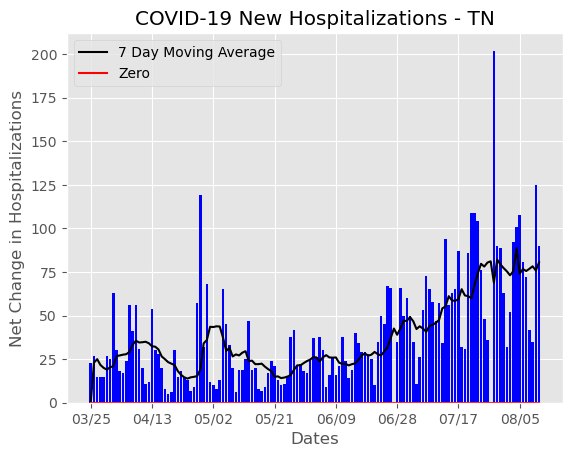 COVID-19 New Hospitalizations - TN
7 Day Moving Average
Zero
Net Change in Hospitalizations
200
175
150
125
100
75
50
25
0
03/25 04/13 05/02 05/21 06/09 06/28 07/17 08/05
Dates